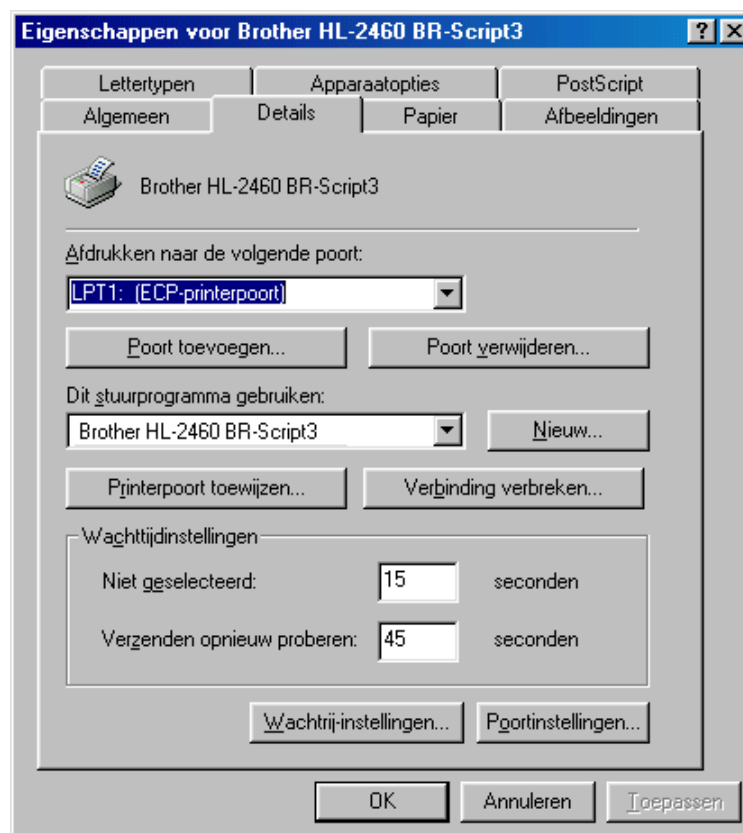 Eigenschappen voor Brother HL-2460 BR-Script3
Lettertypen Apparaatopties PostScript
Algemeen Details Papier Afbeeldingen
Brother HL-2460 BR-Script3
Afdrukken naar de volgende poort:
LPT1: (ECP-printerpoort)
Poort toevoegen... Poort verwijderen...
Dit stuurprogramma gebruiken:
Brother HL-2460 BR-Script3 Nieuw...
Printerpoort toewijzen... Verbinding verbreken...
Wachttijdinstellingen
Niet geselecteerd: 15 seconden
Verzenden opnieuw proberen: 45 seconden
Wachtrij-instellingen... Poortinstellingen...
OK Annuleren Toepassen